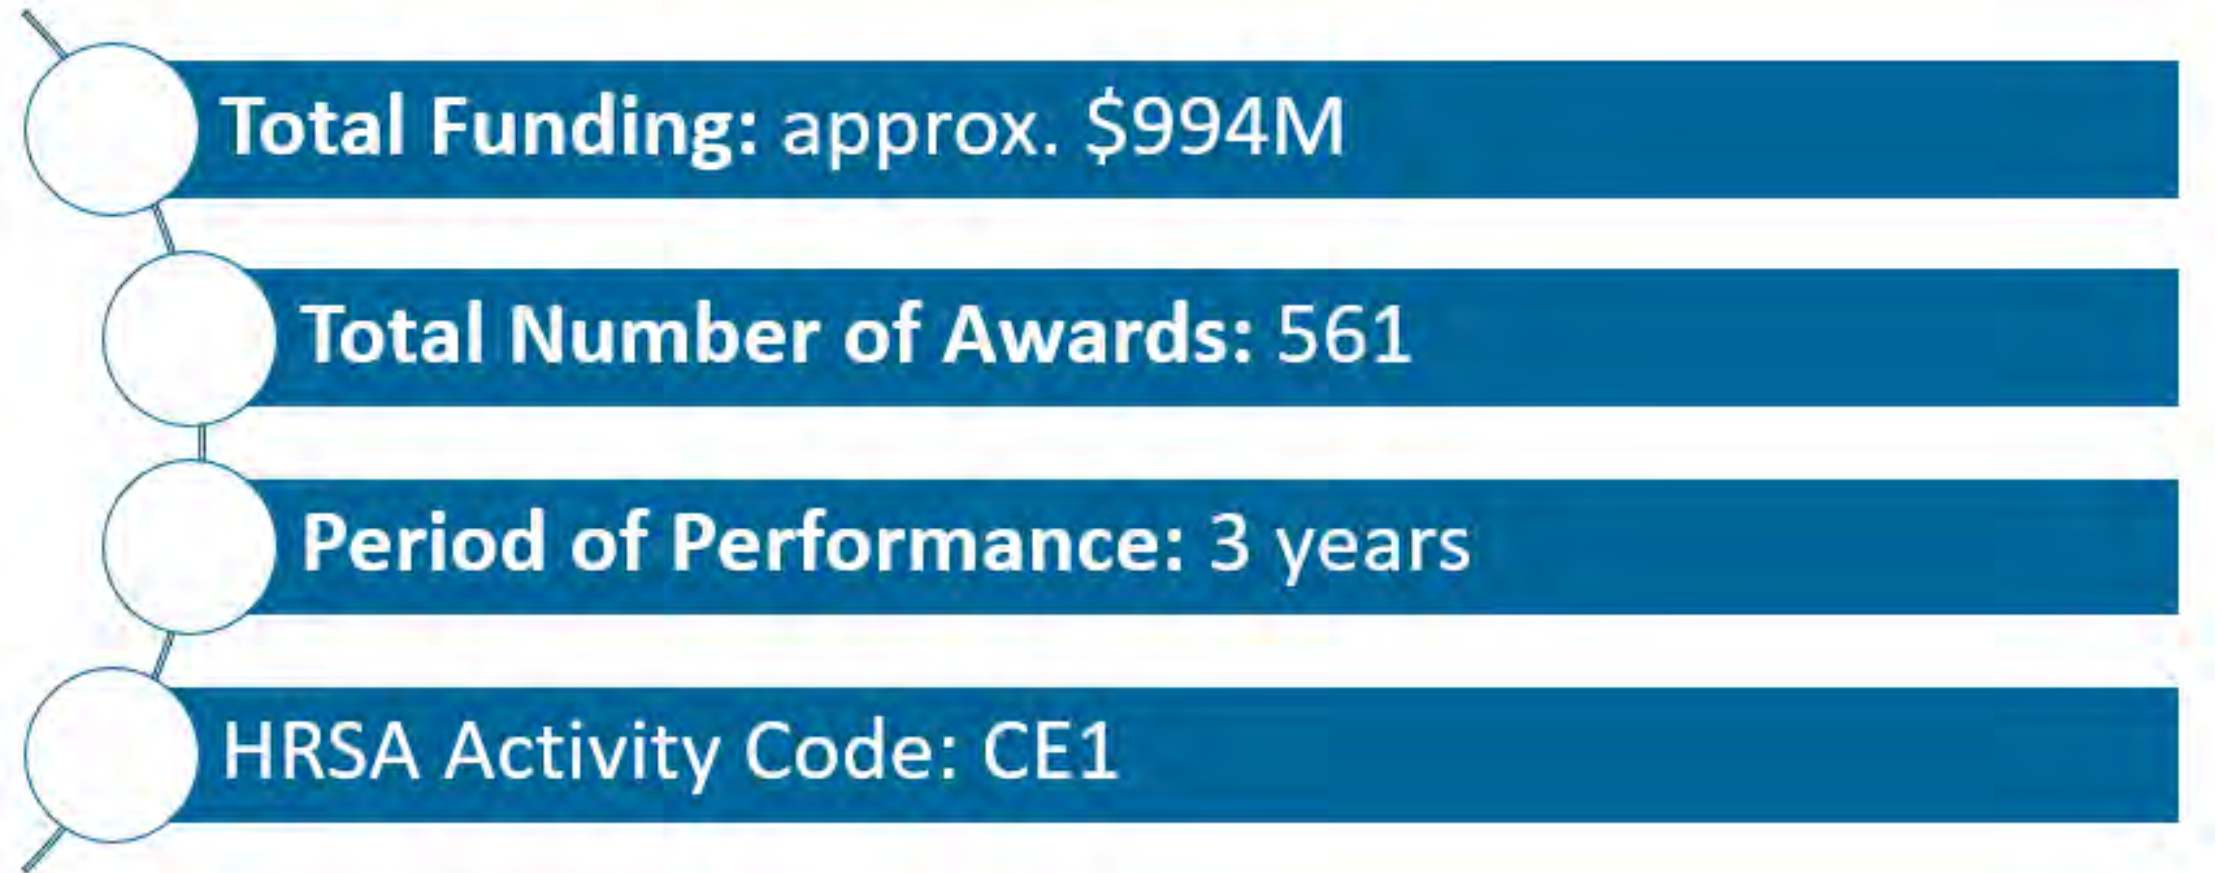 Total Funding: approx. $994M
Total Number of Awards: 561
Period of Performance: 3 years
HRSA Activity Code: CE1